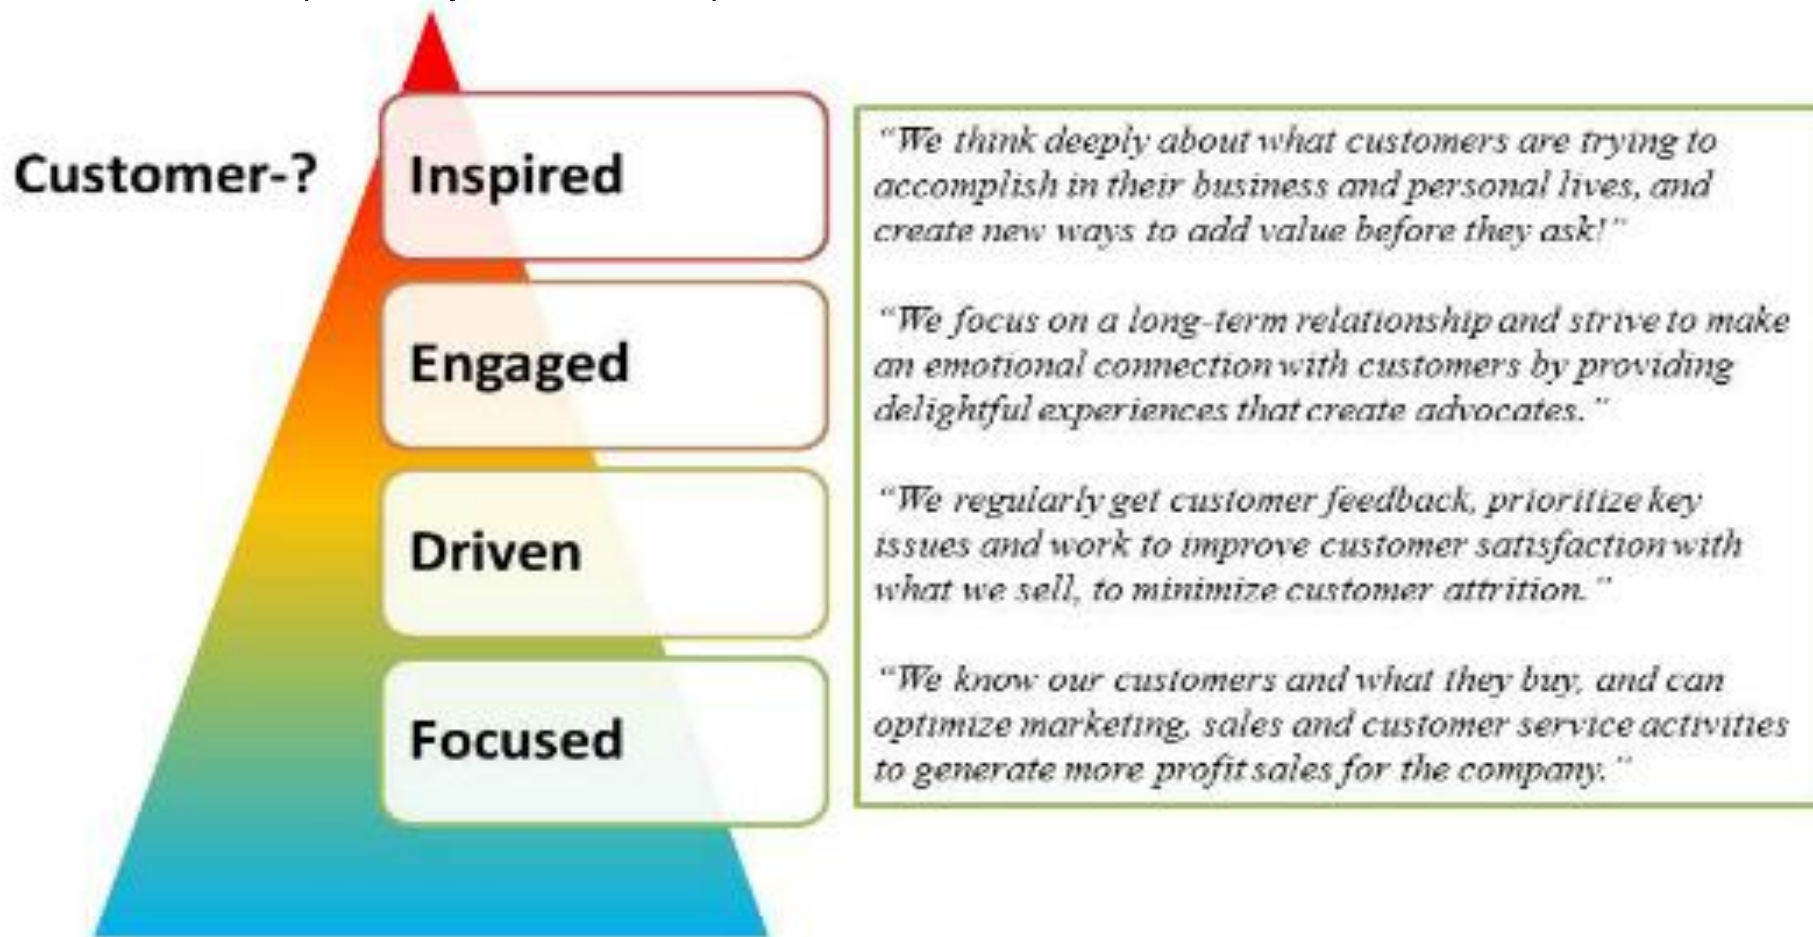 Customer-?
Inspired
"We think deeply about what customers are trying to
accomplish in their business and personal lives, and
create new ways to add value before they ask!"
Engaged
"We focus on a long-term relationship and strive to make
an emotional connection with customers by providing
delightful experiences that create advocates."
Driven
"We regularly get customer feedback, prioritize key
issues and work to improve customer satisfaction with
what we sell, to minimize customer attrition."
Focused
"We know our customers and what they buy, and can
optimize marketing, sales and customer service activities
to generate more profit sales for the company."